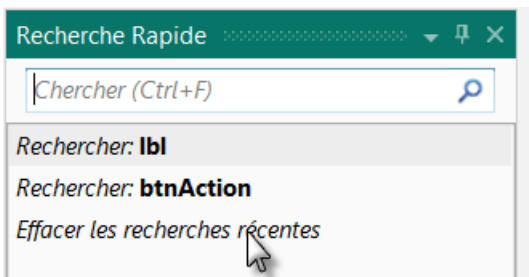 Recherche Rapide
Chercher (Ctrl+F)
Rechercher: lbl
Rechercher: btnAction
Effacer les recherches récentes